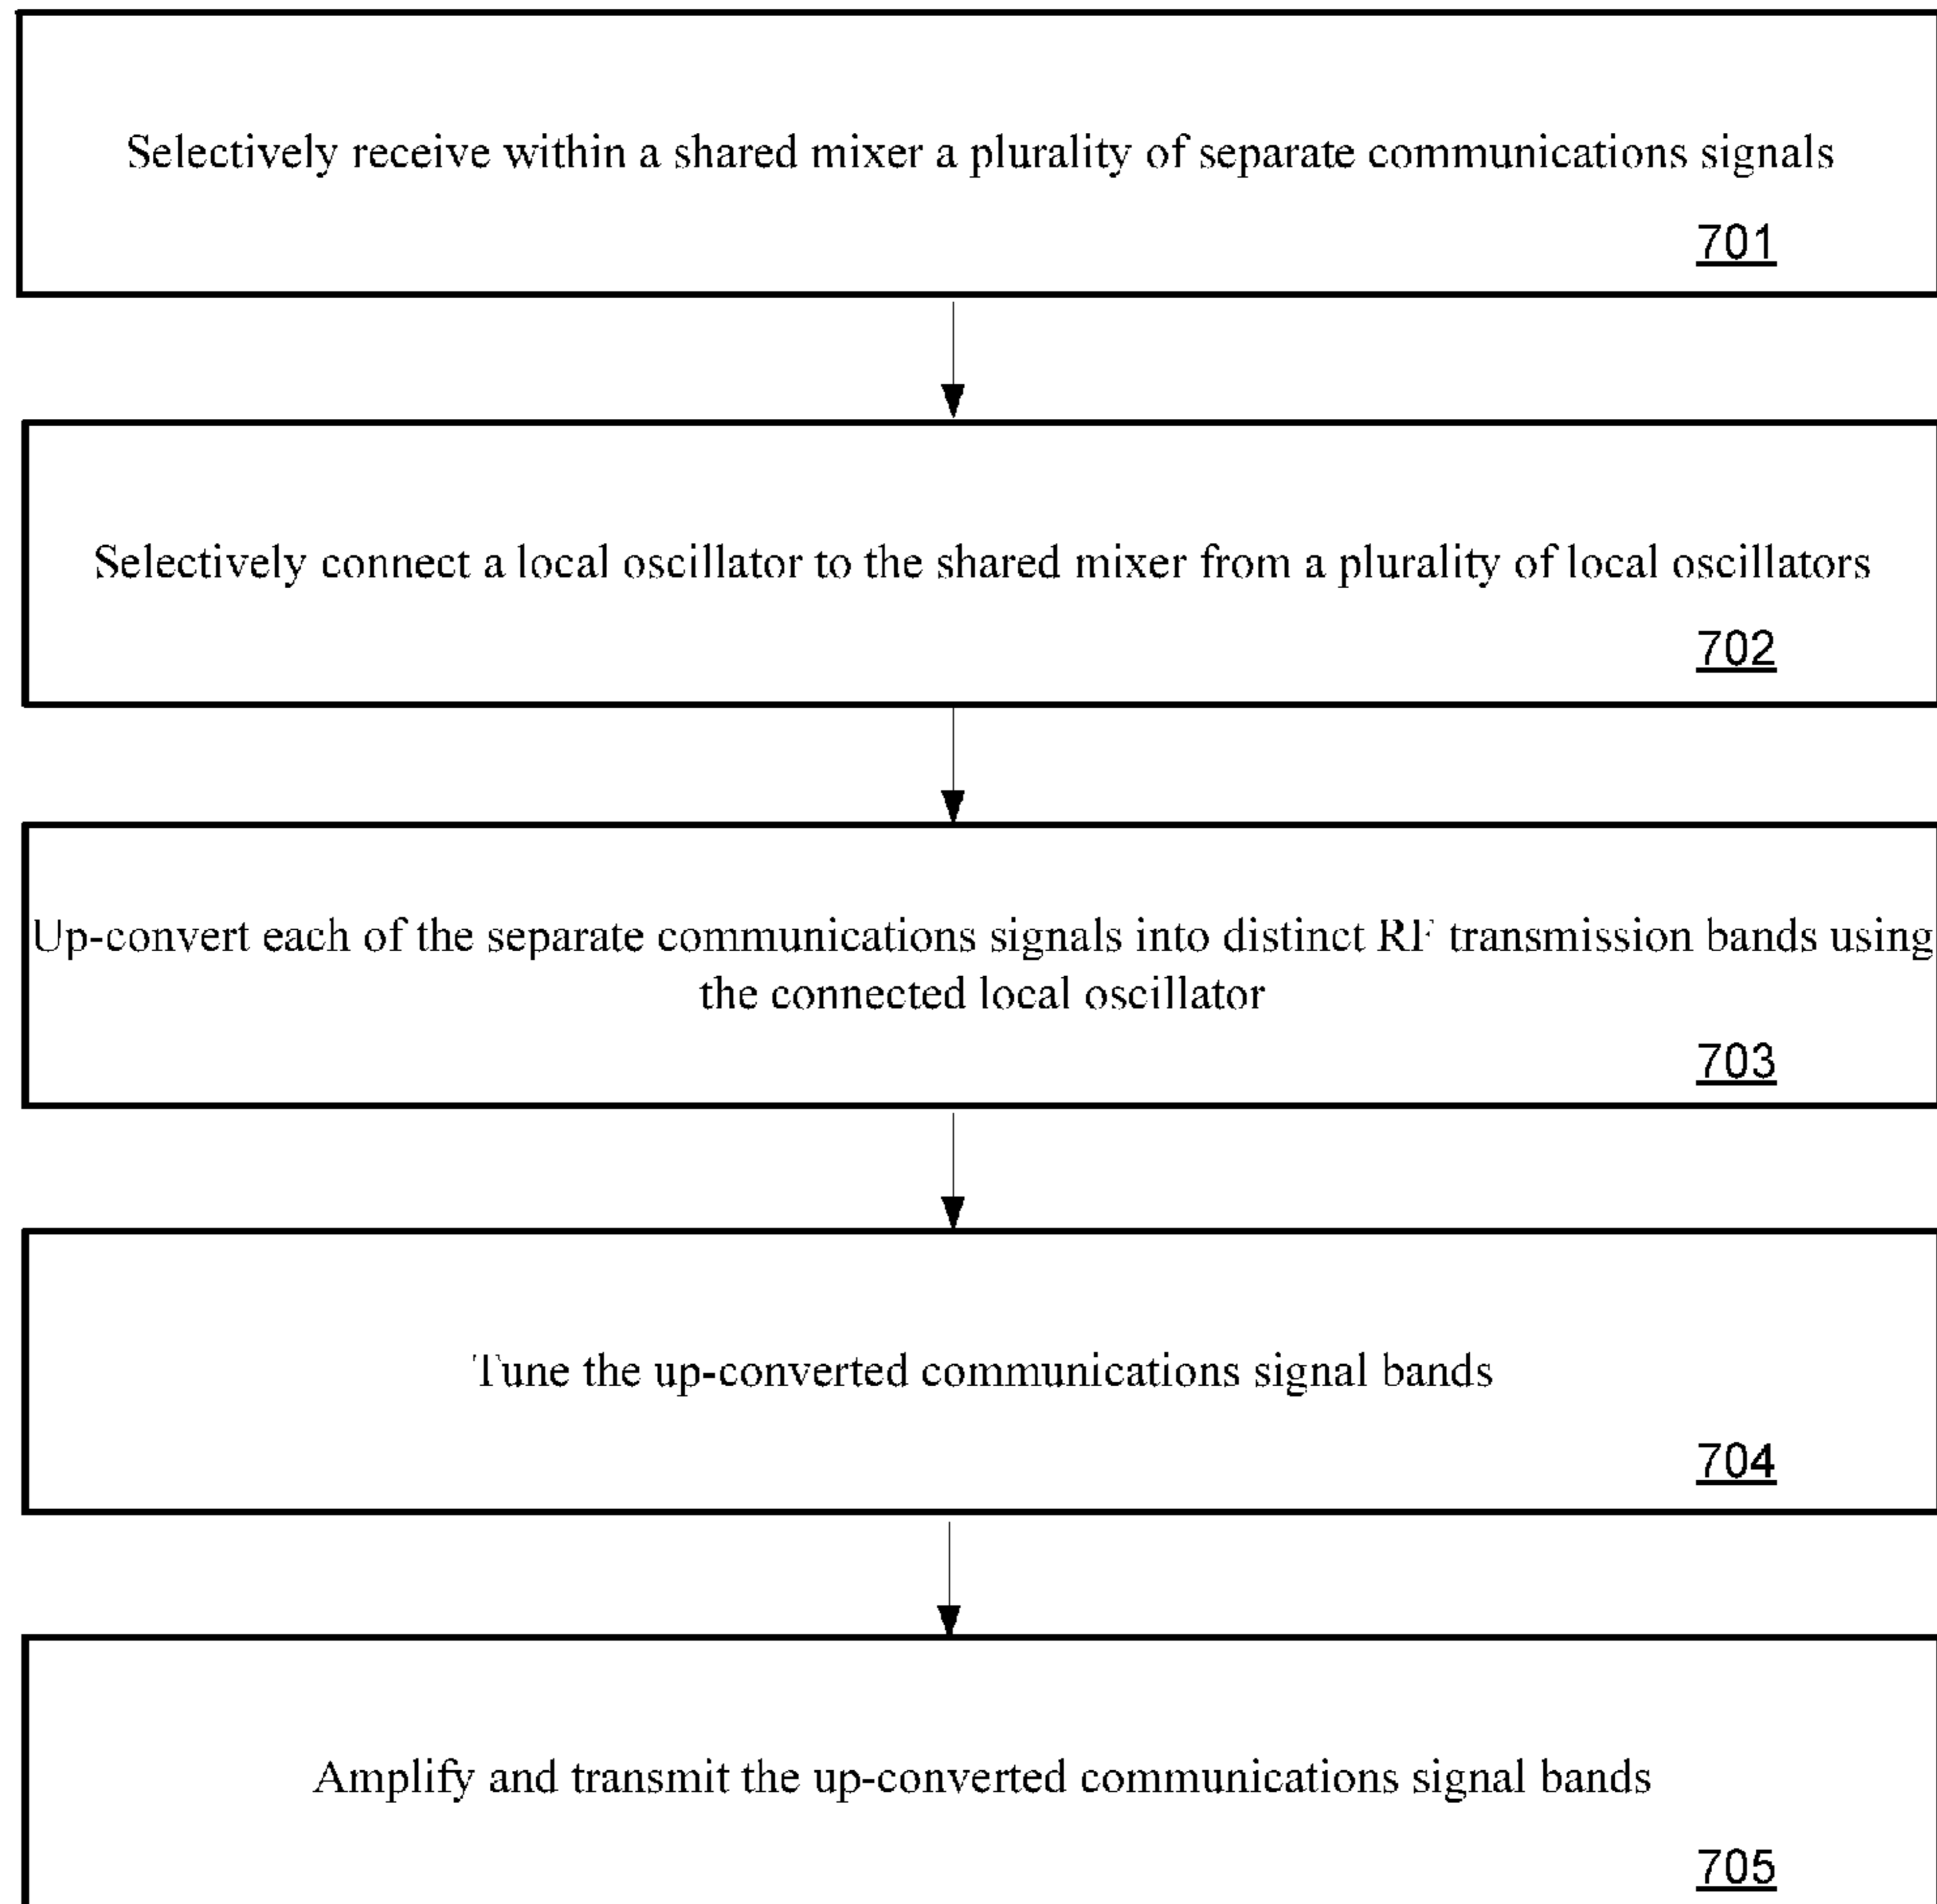 Selectively receive within a shared mixer a plurality of separate communications signals
701
Selectively connect a local oscillator to the shared mixer from a plurality of local oscillators
702
Up-convert each of the separate communications signals into distinct RF transmission bands using
the connected local oscillator
703
Tune the up-converted communications signal bands
704
Amplify and transmit the up-converted communications signal bands
705